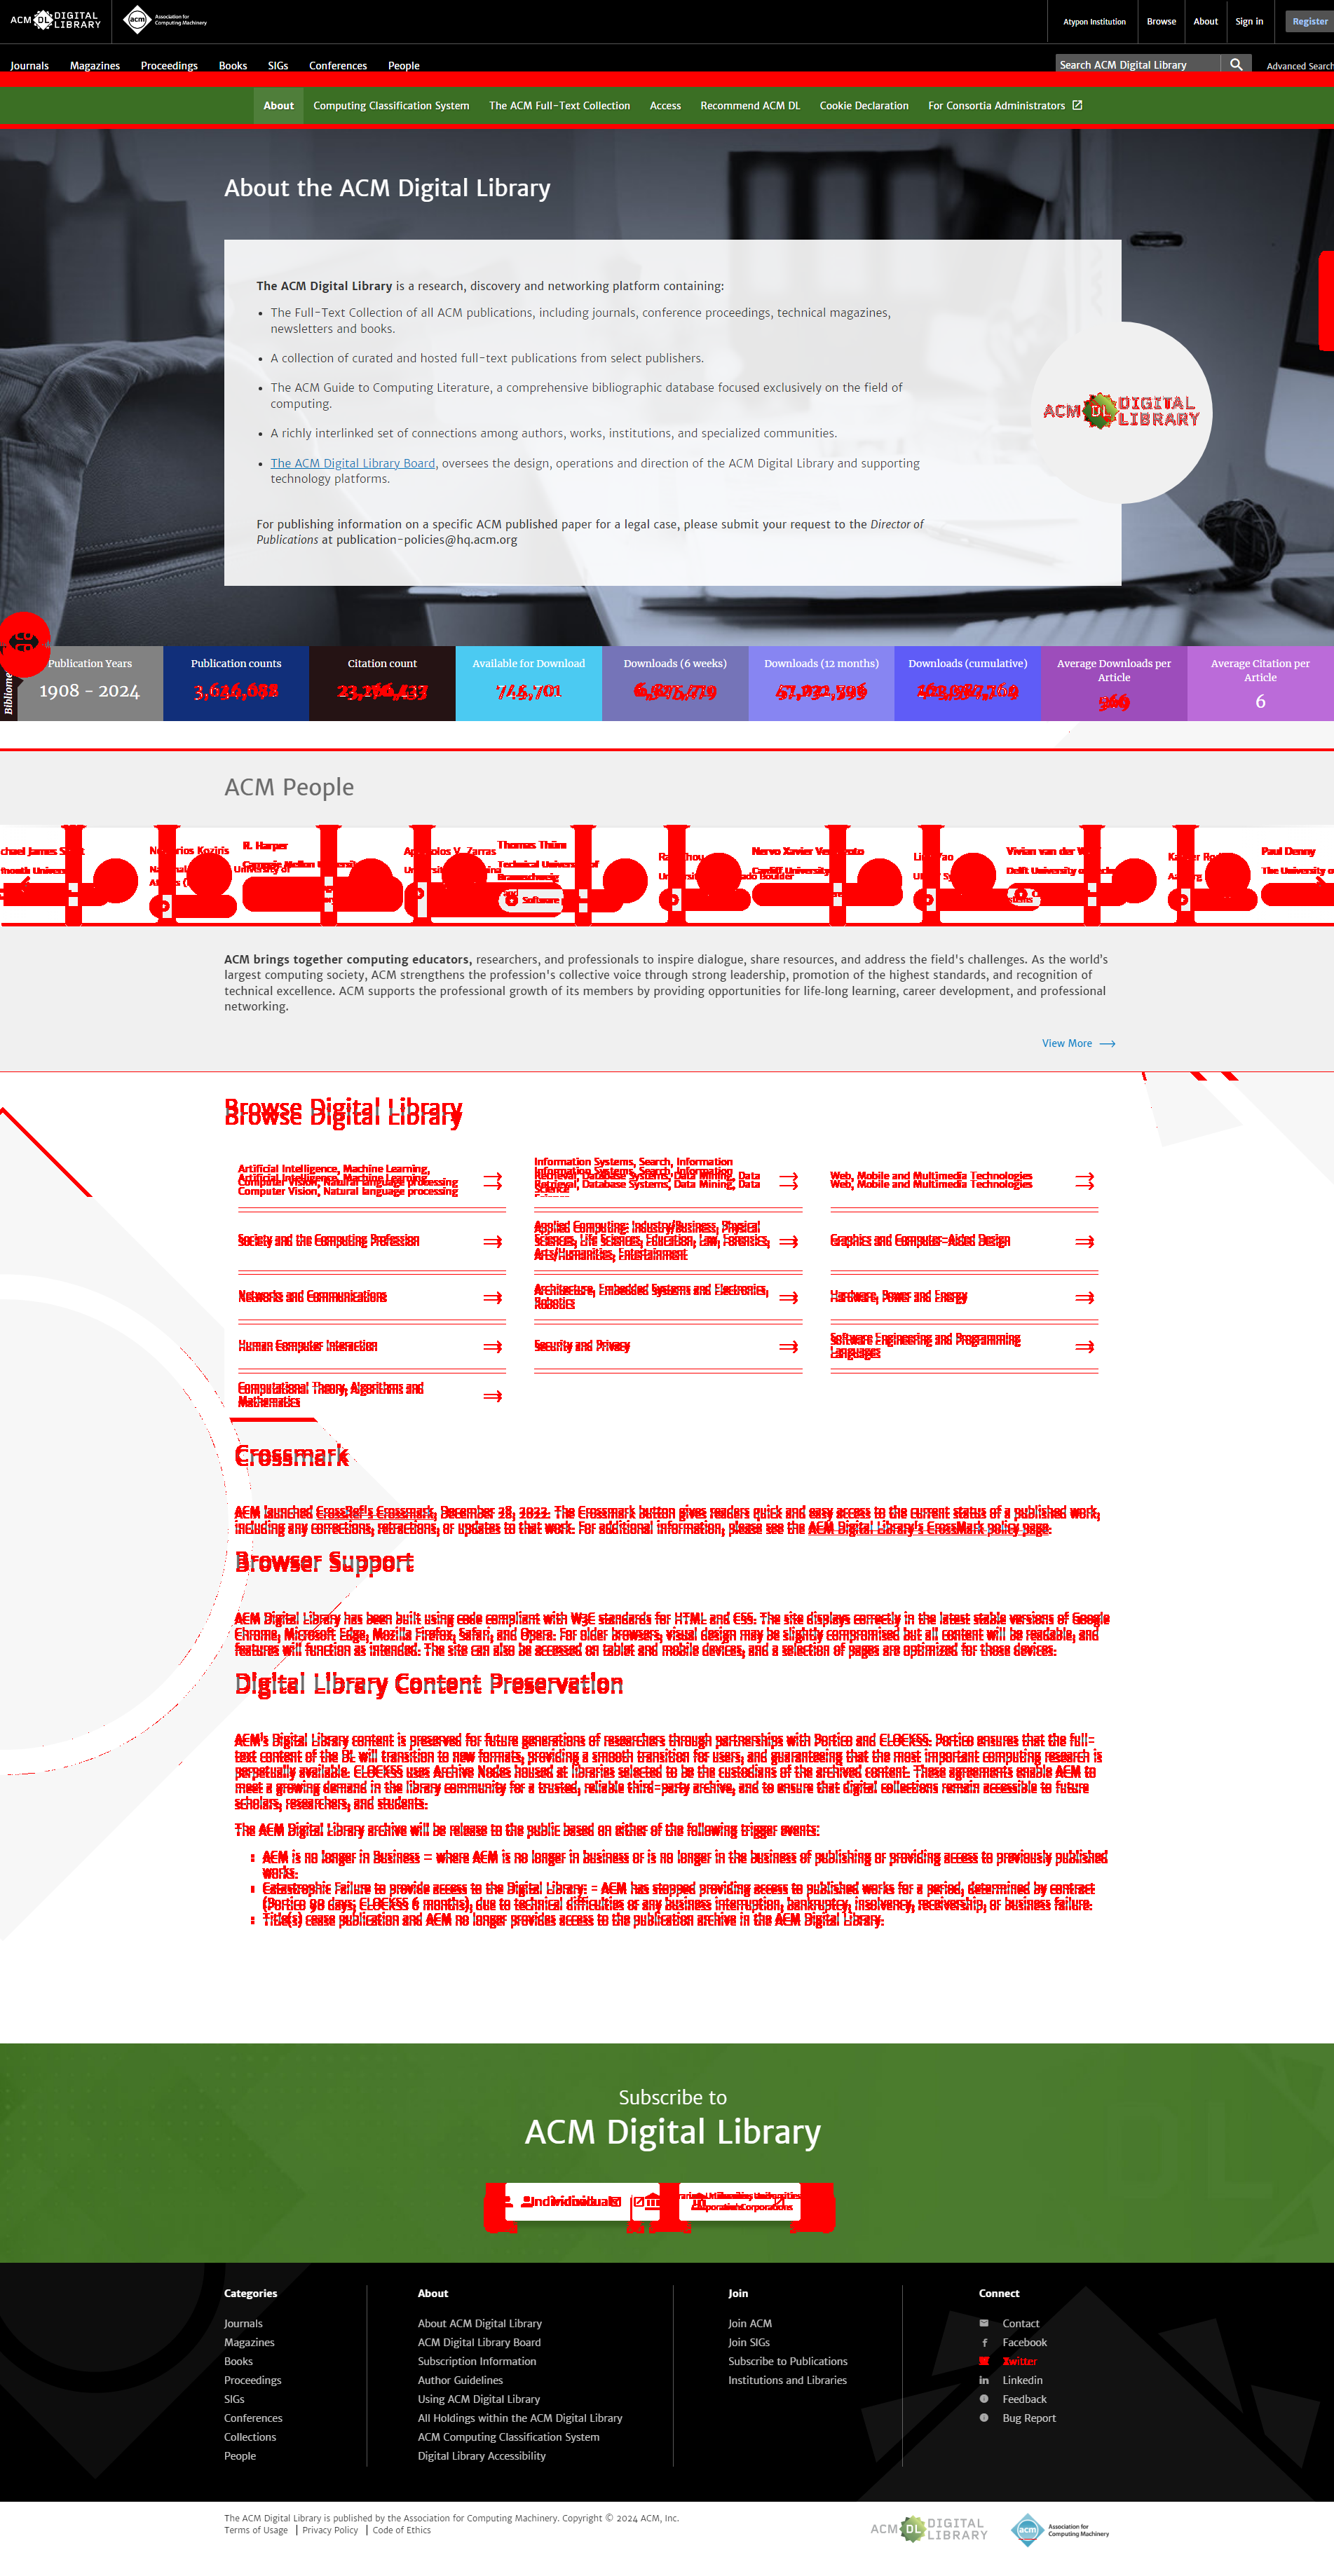 ACM DL DIGITAL LIBRARY
acm Association for Computing Machinery
Atypon Institution Browse About Sign in Register
Journals Magazines Proceedings Books SIGs Conferences People
Search ACM Digital Library
Advanced Search
About Computing Classification System The ACM Full-Text Collection Access Recommend ACM DL Cookie Declaration For Consortia Administrators
About the ACM Digital Library
The ACM Digital Library is a research, discovery and networking platform containing:
• The Full-Text Collection of all ACM publications, including journals, conference proceedings, technical magazines,
newsletters and books.
• A collection of curated and hosted full-text publications from select publishers.
• The ACM Guide to Computing Literature, a comprehensive bibliographic database focused exclusively on the field of
computing.
• A richly interlinked set of connections among authors, works, institutions, and specialized communities.
• The ACM Digital Library Board, oversees the design, operations and direction of the ACM Digital Library and supporting
technology platforms.
ACM DL DIGITAL LIBRARY
For publishing information on a specific ACM published paper for a legal case, please submit your request to the Director of
Publications at publication-policies@hq.acm.org
Publication Years
1908 - 2024
Publication counts
Citation count
Available for Download
Downloads (6 weeks)
Downloads (12 months)
Downloads (cumulative)
Average Downloads per
Article
Average Citation per
Article
6
ACM People
R. Harper
Thomas Thüm
Paul Denny
ACM brings together computing educators, researchers, and professionals to inspire dialogue, share resources, and address the field's challenges. As the world's
largest computing society, ACM strengthens the profession's collective voice through strong leadership, promotion of the highest standards, and recognition of
technical excellence. ACM supports the professional growth of its members by providing opportunities for life-long learning, career development, and professional
networking.
View More
Browse Digital Library
Artificial Intelligence, Machine Learning,
Computer Vision, Natural language processing
Information Systems, Search, Information
Retrieval, Database Systems, Data Mining, Data
Science
Web, Mobile and Multimedia Technologies
Society and the Computing Profession
Applied Computing: Industry/Business, Physical
Sciences, Life Sciences, Education, Law, Forensics,
Arts/Humanities, Entertainment
Graphics and Computer-Aided Design
Networks and Communications
Architecture, Embedded Systems and Electronics,
Robotics
Hardware, Power and Energy
Human Computer Interaction
Security and Privacy
Software Engineering and Programming
Languages
Computational Theory, Algorithms and
Mathematics
Crossmark
ACM launched CrossRef's Crossmark, December 28, 2022. The Crossmark button gives readers quick and easy access to the current status of a published work,
including any corrections, retractions, or updates to that work. For additional information, please see the ACM Digital Library's CrossMark policy page.
Browser Support
ACM Digital Library has been built using code compliant with W3C standards for HTML and CSS. The site displays correctly in the latest stable versions of Google
Chrome, Microsoft Edge, Mozilla Firefox, Safari, and Opera. For older browsers, visual design may be slightly compromised but all content will be readable, and
features will function as intended. The site can also be accessed on tablet and mobile devices, and a selection of pages are optimized for those devices.
Digital Library Content Preservation
ACM's Digital Library content is preserved for future generations of researchers through partnerships with Portico and CLOCKSS. Portico ensures that the full-
text content of the DL will transition to new formats, providing a smooth transition for users, and guaranteeing that the most important computing research is
perpetually available. CLOCKSS uses Archive Nodes housed at libraries selected to be the custodians of the archived content. These agreements enable ACM to
meet a growing demand in the library community for a trusted, reliable third-party archive, and to ensure that digital collections remain accessible to future
scholars, researchers, and students.
The ACM Digital Library archive will be release to the public based on either of the following trigger events:
ACM is no longer in Business – where ACM is no longer in business or is no longer in the business of publishing or providing access to previously published
works.
Catastrophic Failure to provide access to the Digital Library: - ACM has stopped providing access to published works for a period, determined by contract
(Portico 90 days; CLOCKSS 6 months), due to technical difficulties or any business interruption, bankruptcy, insolvency, receivership, or business failure.
Title(s) cease publication and ACM no longer provides access to the publication archive in the ACM Digital Library.
Subscribe to
ACM Digital Library
Individual
Categories
Journals
Magazines
Books
Proceedings
SIGs
Conferences
Collections
People
About
About ACM Digital Library
ACM Digital Library Board
Subscription Information
Author Guidelines
Using ACM Digital Library
All Holdings within the ACM Digital Library
ACM Computing Classification System
Digital Library Accessibility
Join
Join ACM
Join SIGs
Subscribe to Publications
Institutions and Libraries
Connect
Contact
Facebook
Twitter
Linkedin
Feedback
Bug Report
The ACM Digital Library is published by the Association for Computing Machinery. Copyright © 2024 ACM, Inc.
Terms of Usage | Privacy Policy | Code of Ethics
ACM DL DIGITAL LIBRARY
acm Association for Computing Machinery